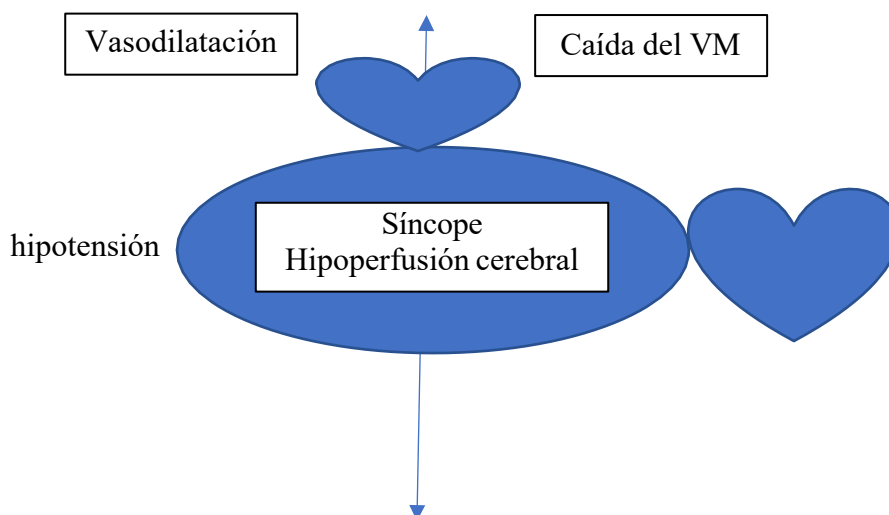 Vasodilatación
Caída del VM
hipotensión
Síncope
Hipoperfusión cerebral